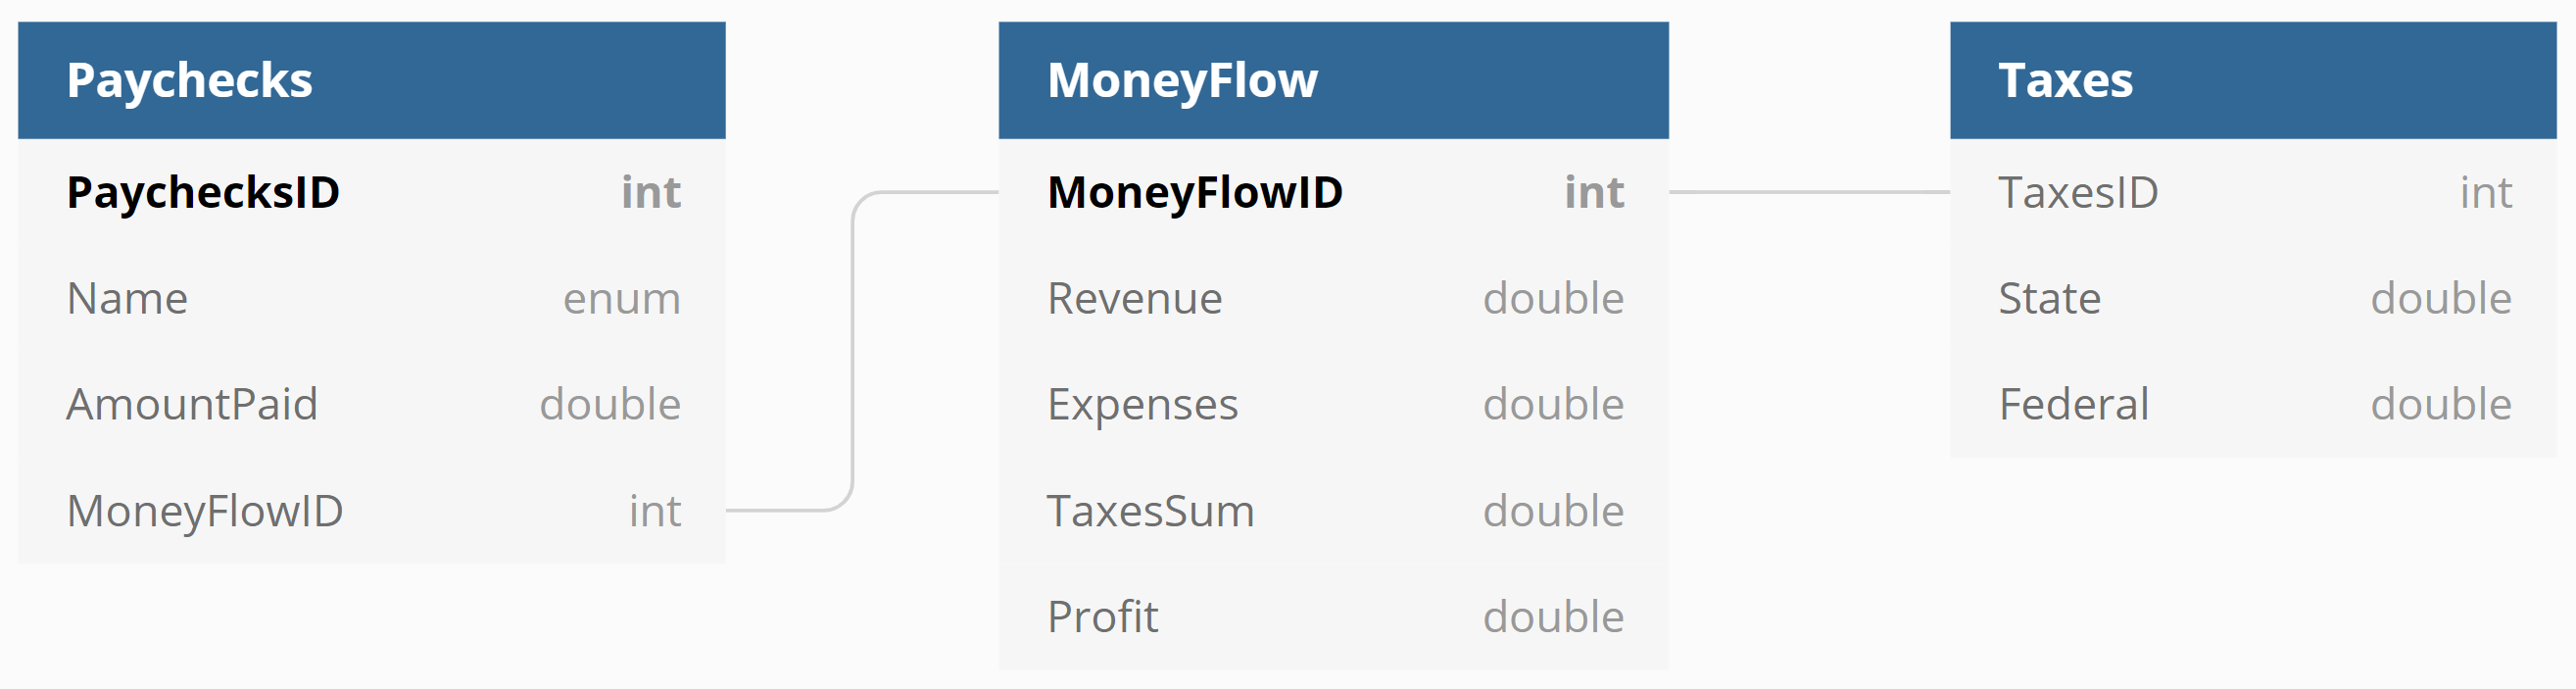 Paychecks
PaychecksID int
Name enum
AmountPaid double
MoneyFlowID int
MoneyFlow
MoneyFlowID int
Revenue double
Expenses double
TaxesSum double
Profit double
Taxes
TaxesID int
State double
Federal double